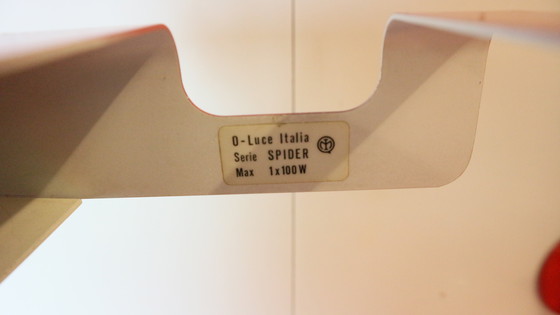 O-Luce Italia
Serie SPIDER
Max 1x100W